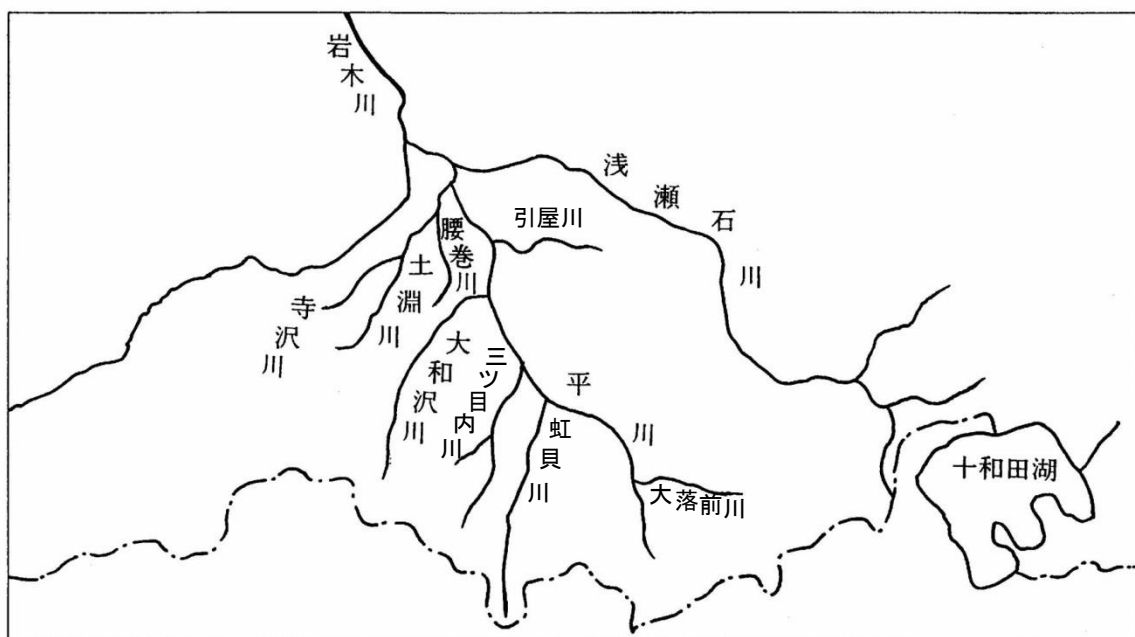 岩木川
浅瀬石川
引屋川
腰巻川
土淵川
寺沢川
大和沢川
三ツ目内川
平川
虹貝川
大落前川
十和田湖